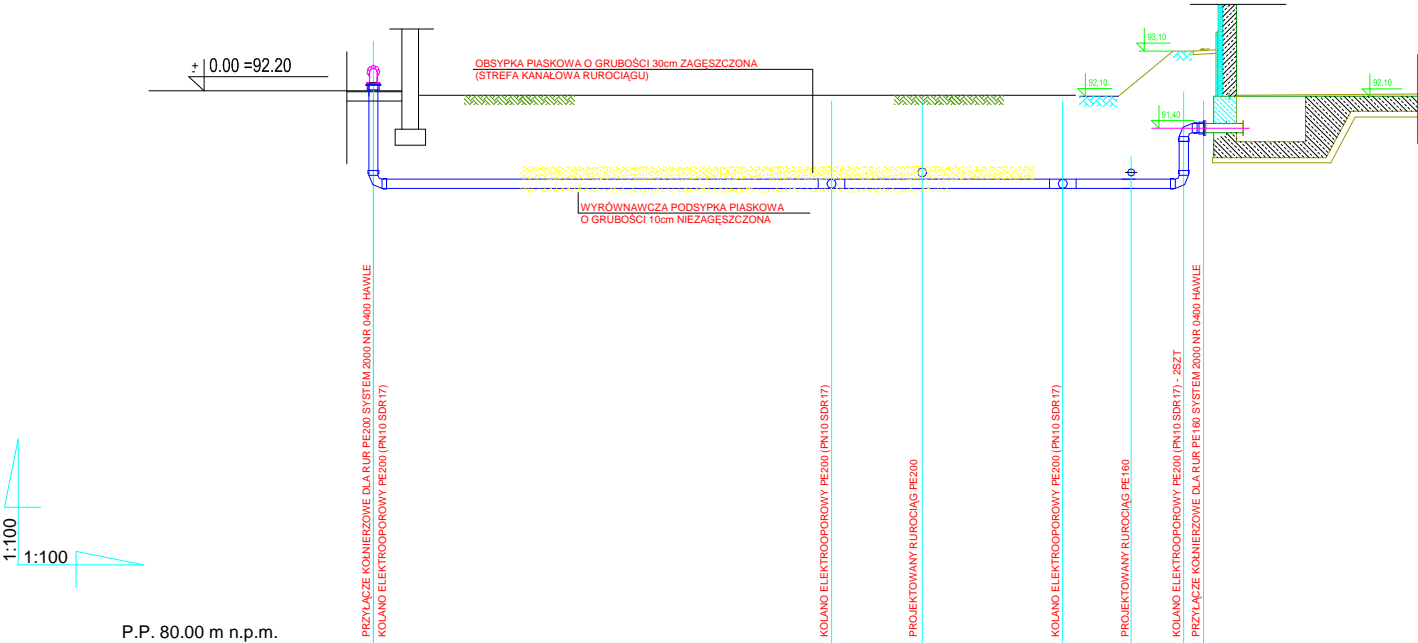 ± 0.00 =92.20
OBSYPKA PIASKOWA O GRUBOŚCI 30cm ZAGĘSZCZONA
(STREFA KANAŁOWA RUROCIĄGU)
93,10
92,10
92,10
91,40
WYRÓWNAWCZA PODSYPKA PIASKOWA
O GRUBOŚCI 10cm NIEZAGĘSZCZONA
PRZYŁĄCZE KOŁNIERZOWE DLA RUR PE200 SYSTEM 2000 NR 0400 HAWLE
KOLANO ELEKTROOPOROWY PE200 (PN10 SDR17)
KOLANO ELEKTROOPOROWY PE200 (PN10 SDR17)
PROJEKTOWANY RUROCIĄG PE200
KOLANO ELEKTROOPOROWY PE200 (PN10 SDR17)
PROJEKTOWANY RUROCIĄG PE160
KOLANO ELEKTROOPOROWY PE200 (PN10 SDR17) - 2SZT
PRZYŁĄCZE KOŁNIERZOWE DLA RUR PE160 SYSTEM 2000 NR 0400 HAWLE
1:100
1:100
P.P. 80.00 m n.p.m.